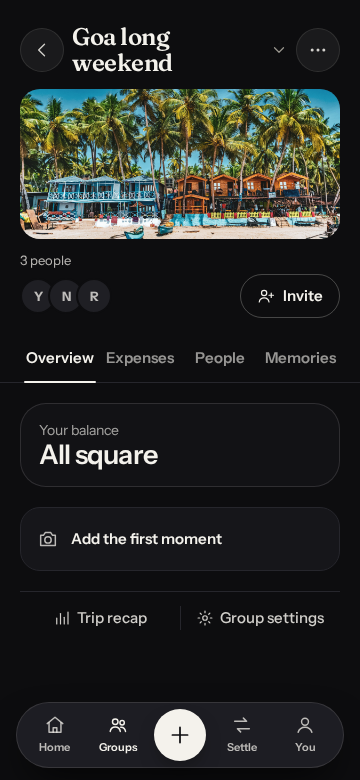 Goa long
weekend
3 people
Y N R
Invite
Overview Expenses People Memories
Your balance
All square
Add the first moment
Trip recap Group settings
Home Groups Settle You